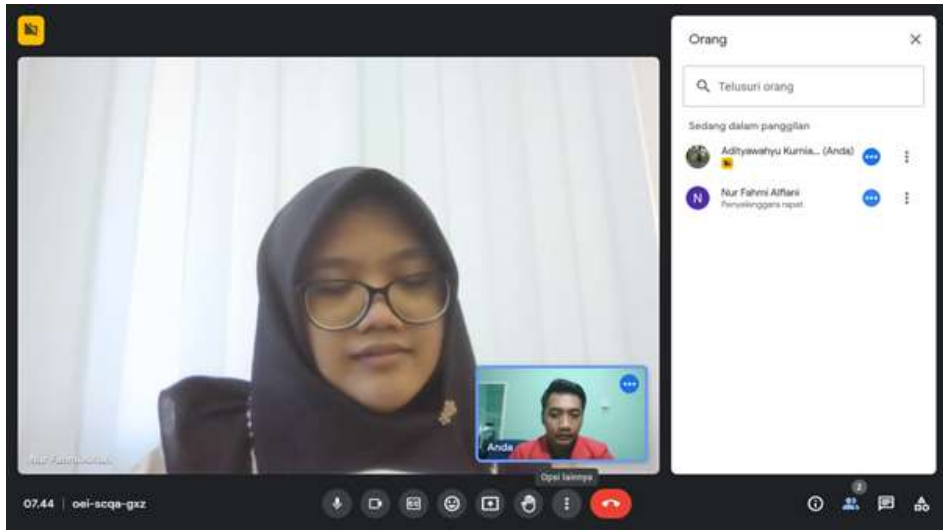 Orang
Telusuri orang
Sedang dalam panggilan
Adityawahyu Kurnia... (Anda)
N
Nur Fahmi Alfiani
Penyelenggara rapat
Anda
Opsi lainnya
07.44 | oei-scqa-gxz
2